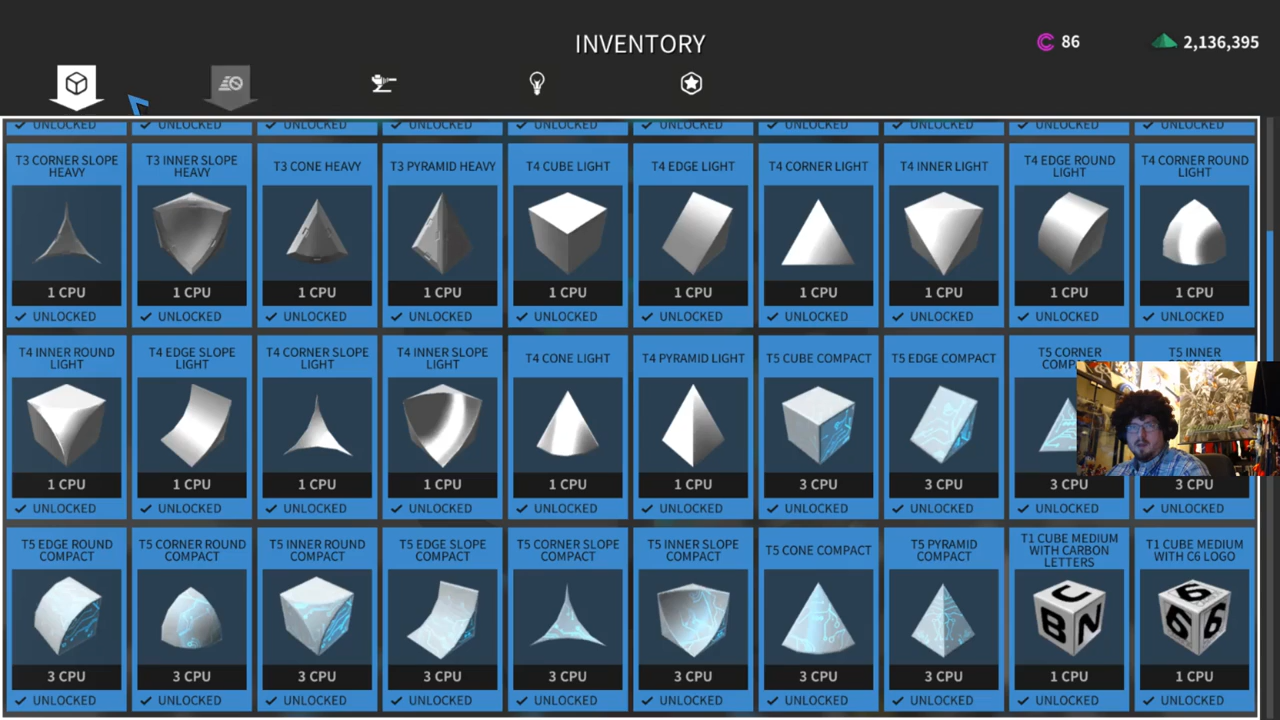 INVENTORY
86
2,136,395
UNLOCKED UNLOCKED UNLOCKED UNLOCKED UNLOCKED UNLOCKED UNLOCKED UNLOCKED UNLOCKED UNLOCKED
T3 CORNER SLOPE HEAVY
T3 INNER SLOPE HEAVY
T3 CONE HEAVY
T3 PYRAMID HEAVY
T4 CUBE LIGHT
T4 EDGE LIGHT
T4 CORNER LIGHT
T4 INNER LIGHT
T4 EDGE ROUND LIGHT
T4 CORNER ROUND LIGHT
1 CPU 1 CPU 1 CPU 1 CPU 1 CPU 1 CPU 1 CPU 1 CPU 1 CPU 1 CPU
UNLOCKED UNLOCKED UNLOCKED UNLOCKED UNLOCKED UNLOCKED UNLOCKED UNLOCKED UNLOCKED UNLOCKED
T4 INNER ROUND LIGHT
T4 EDGE SLOPE LIGHT
T4 CORNER SLOPE LIGHT
T4 INNER SLOPE LIGHT
T4 CONE LIGHT
T4 PYRAMID LIGHT
T5 CUBE COMPACT
T5 EDGE COMPACT
T5 CORNER
T5 INNER
1 CPU 1 CPU 1 CPU 1 CPU 1 CPU 1 CPU 3 CPU 3 CPU 3 CPU 3 CPU
UNLOCKED UNLOCKED UNLOCKED UNLOCKED UNLOCKED UNLOCKED UNLOCKED UNLOCKED UNLOCKED UNLOCKED
T5 EDGE ROUND COMPACT
T5 CORNER ROUND COMPACT
T5 INNER ROUND COMPACT
T5 EDGE SLOPE COMPACT
T5 CORNER SLOPE COMPACT
T5 INNER SLOPE COMPACT
T5 CONE COMPACT
T5 PYRAMID COMPACT
T1 CUBE MEDIUM WITH CARBON LETTERS
T1 CUBE MEDIUM WITH C6 LOGO
C B N
6 6 6
3 CPU 3 CPU 3 CPU 3 CPU 3 CPU 3 CPU 3 CPU 3 CPU 1 CPU 1 CPU
UNLOCKED UNLOCKED UNLOCKED UNLOCKED UNLOCKED UNLOCKED UNLOCKED UNLOCKED UNLOCKED UNLOCKED